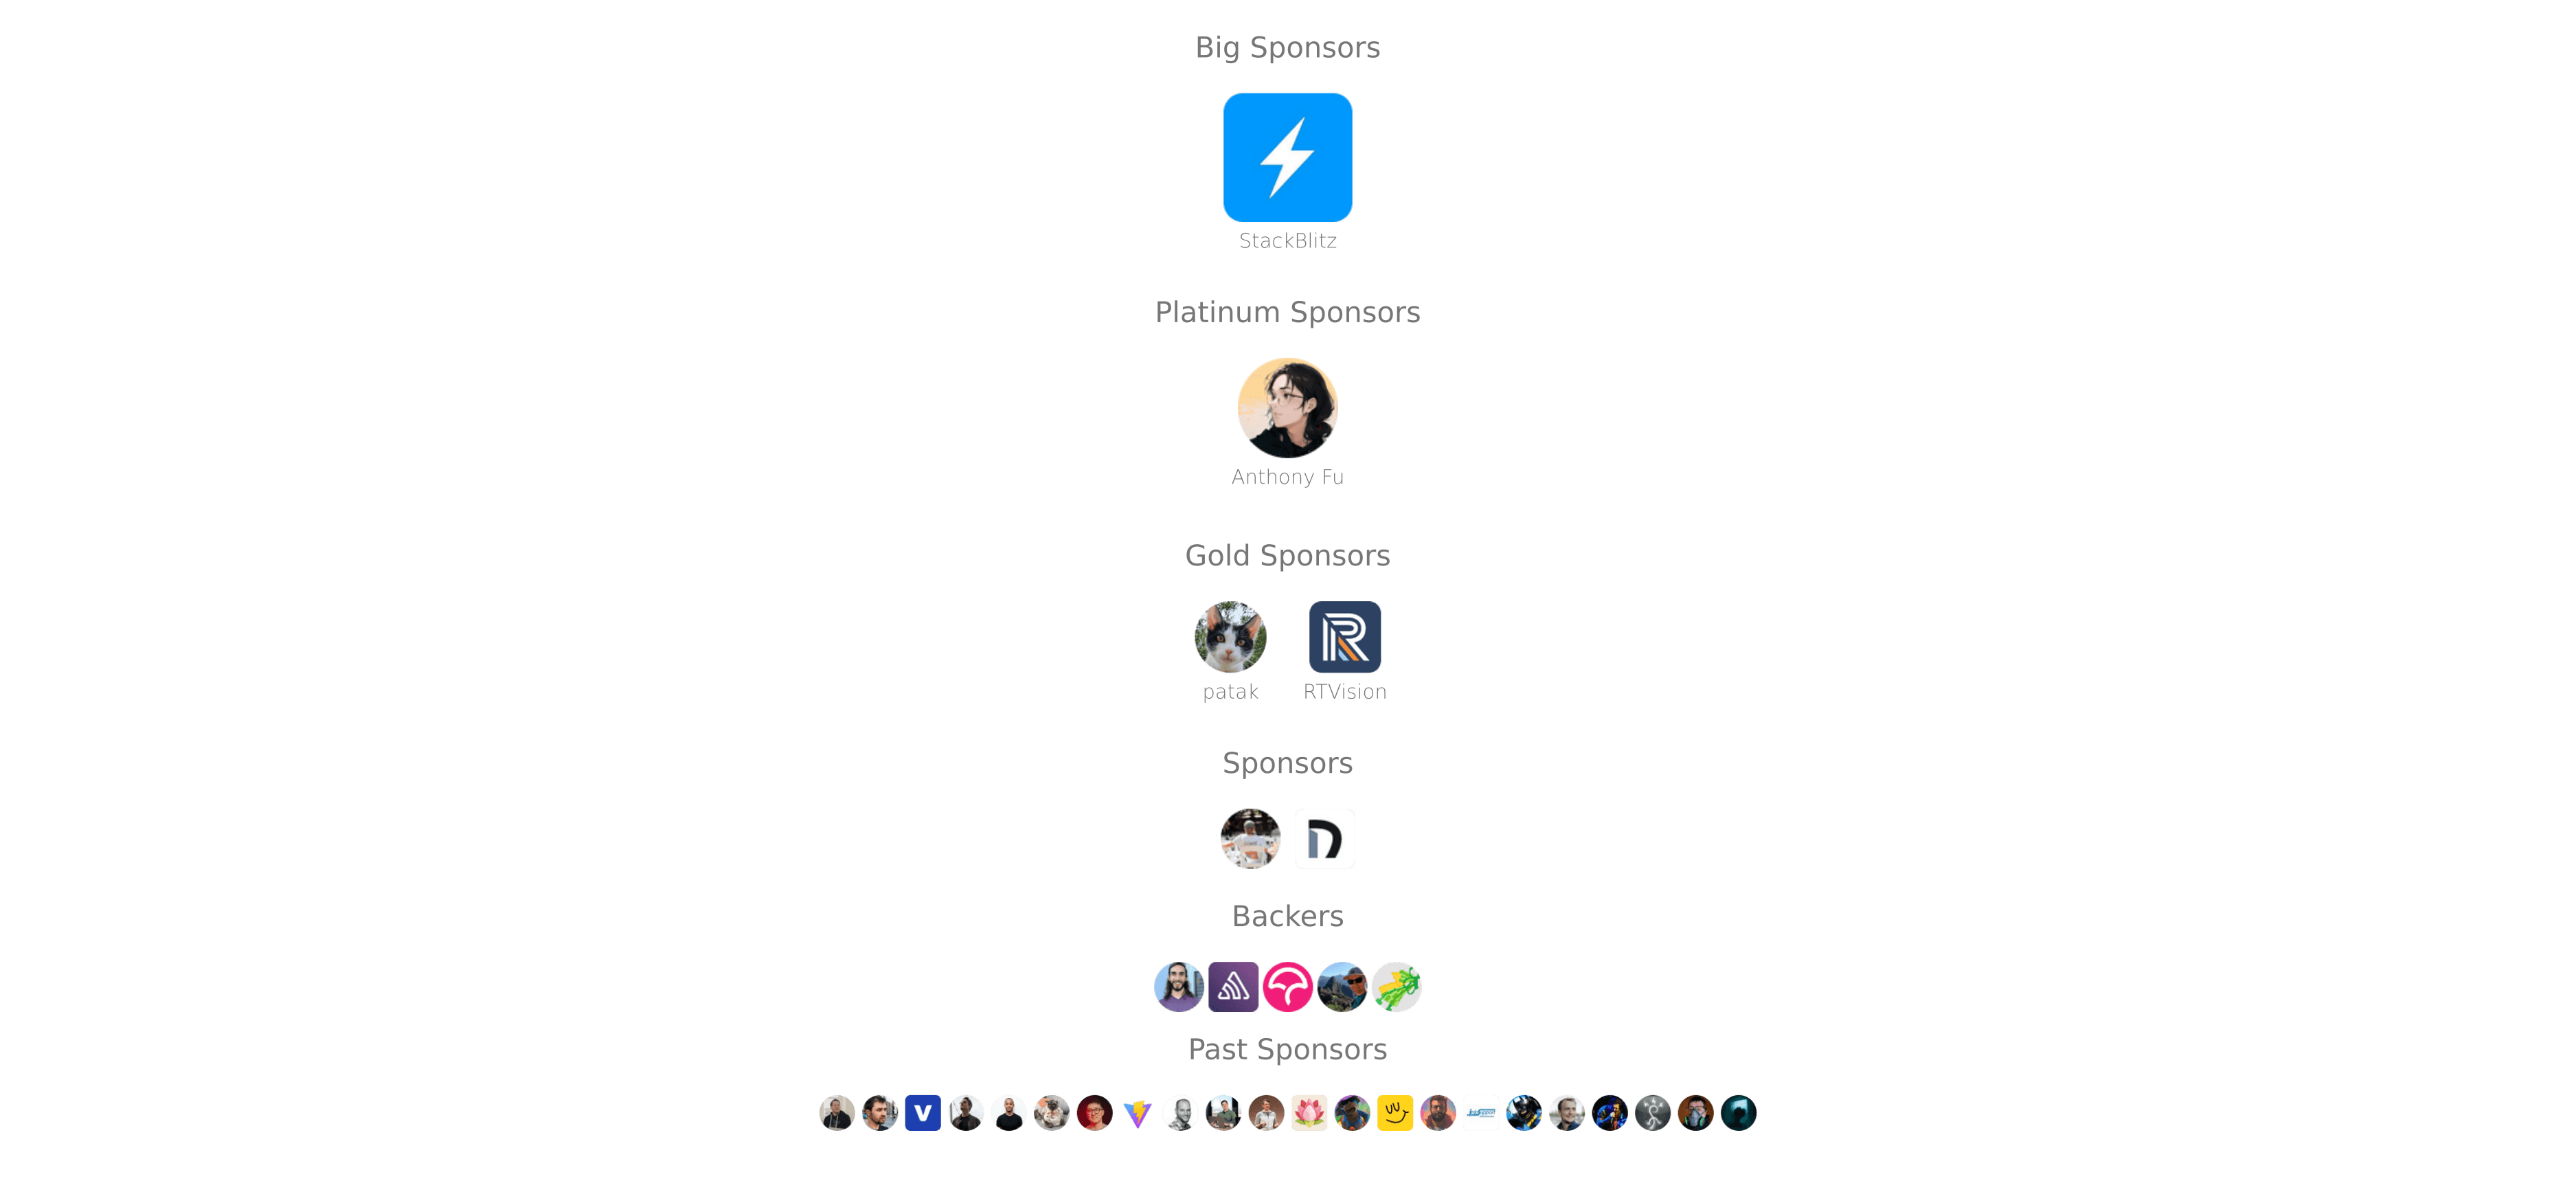 Big Sponsors
StackBlitz
Platinum Sponsors
Anthony Fu
Gold Sponsors
patak RTVision
Sponsors
Backers
Past Sponsors